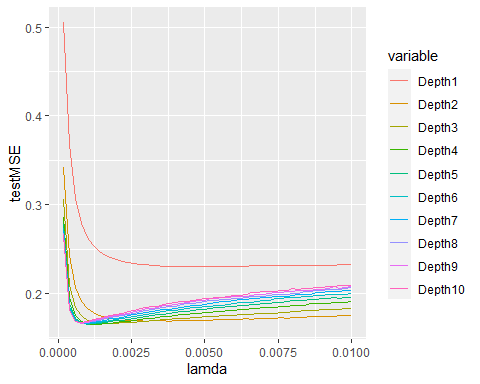 0.5
0.4
0.3
0.2
testMSE
0.0000 0.0025 0.0050 0.0075 0.0100
lamda
variable
Depth1
Depth2
Depth3
Depth4
Depth5
Depth6
Depth7
Depth8
Depth9
Depth10